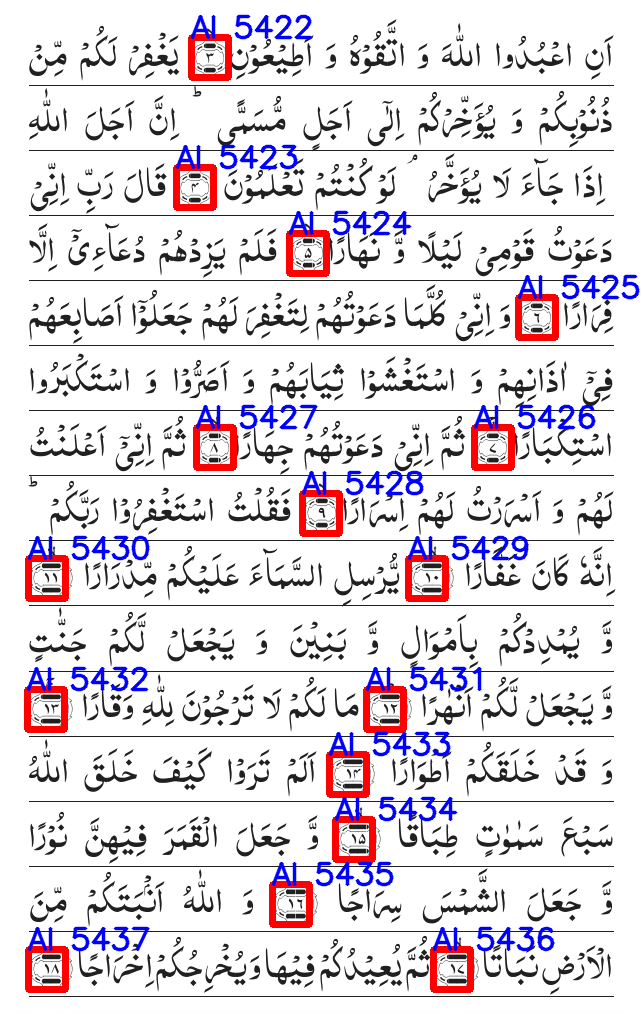 اَنِ اعۡبُدُوا اللّٰهَ وَ اتَّقُوۡهُ وَ اَطِيۡعُوۡنِ ۳ يَغۡفِرۡ لَكُمۡ مِّنۡ
AI 5422
ذُنُوۡبِكُمۡ وَ يُؤَخِّرۡكُمۡ اِلٰٓى اَجَلٍ مُّسَمًّى ؕ اِنَّ اَجَلَ اللّٰهِ
اِذَا جَآءَ لَا يُؤَخَّرُ ۘ لَوۡ كُنۡتُمۡ تَعۡلَمُوۡنَ ۴ قَالَ رَبِّ اِنِّىۡ
AI 5423
دَعَوۡتُ قَوۡمِىۡ لَيۡلًا وَّ نَهَارًا ۵ فَلَمۡ يَزِدۡهُمۡ دُعَآءِىۡۤ اِلَّا
AI 5424
فِرَارًا ۶ وَ اِنِّىۡ كُلَّمَا دَعَوۡتُهُمۡ لِتَغۡفِرَ لَهُمۡ جَعَلُوۡۤا اَصَابِعَهُمۡ
AI 5425
فِىۡۤ اٰذَانِهِمۡ وَ اسۡتَغۡشَوۡا ثِيَابَهُمۡ وَ اَصَرُّوۡا وَ اسۡتَكۡبَرُوا
اسۡتِكۡبَارًا ۷ ثُمَّ اِنِّىۡ دَعَوۡتُهُمۡ جِهَارًا ۸ ثُمَّ اِنِّىۡۤ اَعۡلَنۡتُ
AI 5426
AI 5427
لَهُمۡ وَ اَسۡرَرۡتُ لَهُمۡ اِسۡرَارًا ۹ فَقُلۡتُ اسۡتَغۡفِرُوۡا رَبَّكُمۡ ؕ
AI 5428
اِنَّهٗ كَانَ غَفَّارًا ۱۰ يُّرۡسِلِ السَّمَآءَ عَلَيۡكُمۡ مِّدۡرَارًا ۱۱
AI 5429
AI 5430
وَّ يُمۡدِدۡكُمۡ بِاَمۡوَالٍ وَّ بَنِيۡنَ وَ يَجۡعَلۡ لَّكُمۡ جَنّٰتٍ
وَّ يَجۡعَلۡ لَّكُمۡ اَنۡهٰرًا ۱۲ مَا لَكُمۡ لَا تَرۡجُوۡنَ لِلّٰهِ وَقَارًا ۱۳
AI 5431
AI 5432
وَ قَدۡ خَلَقَكُمۡ اَطۡوَارًا ۱۴ اَلَمۡ تَرَوۡا كَيۡفَ خَلَقَ اللّٰهُ
AI 5433
سَبۡعَ سَمٰوٰتٍ طِبَاقًا ۱۵ وَّ جَعَلَ الۡقَمَرَ فِيۡهِنَّ نُوۡرًا
AI 5434
وَّ جَعَلَ الشَّمۡسَ سِرَاجًا ۱۶ وَ اللّٰهُ اَنۡۢبَتَكُمۡ مِّنَ
AI 5435
الۡاَرۡضِ نَبَاتًا ۱۷ ثُمَّ يُعِيۡدُكُمۡ فِيۡهَا وَ يُخۡرِجُكُمۡ اِخۡرَاجًا ۱۸
AI 5436
AI 5437